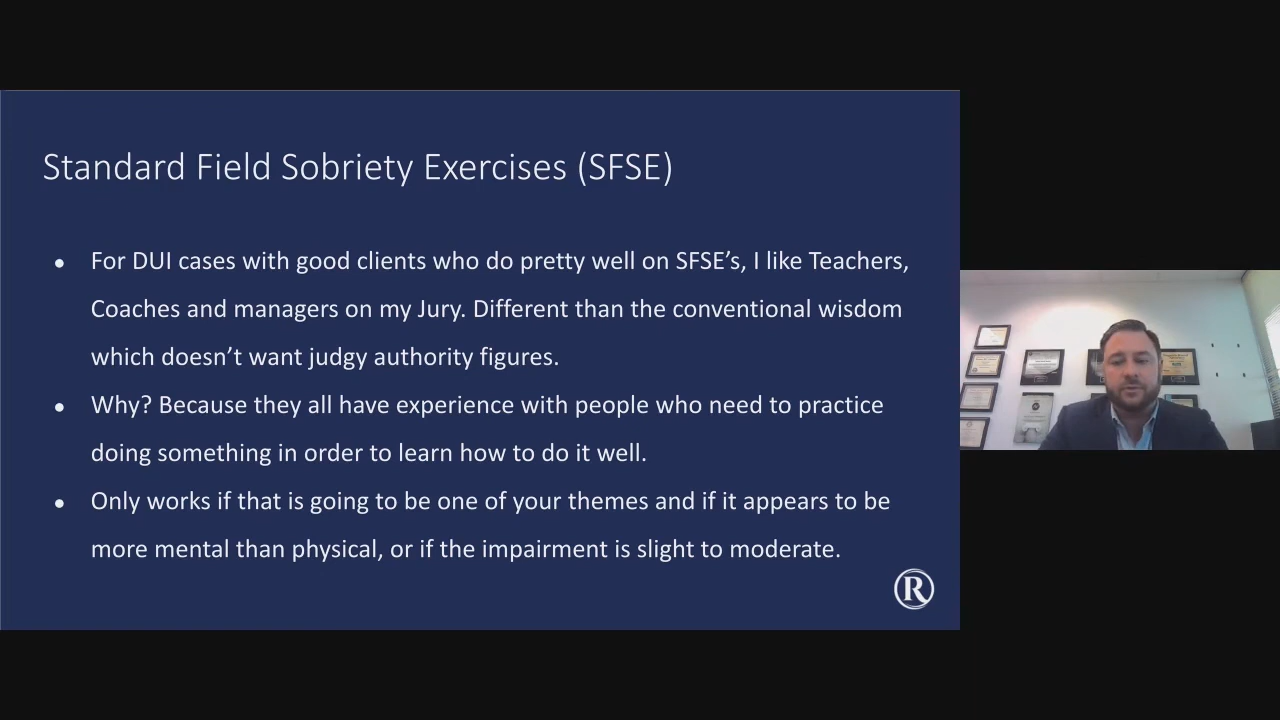 Standard Field Sobriety Exercises (SFSE)
● For DUI cases with good clients who do pretty well on SFSE’s, I like Teachers,
Coaches and managers on my Jury. Different than the conventional wisdom
which doesn’t want judgy authority figures.
● Why? Because they all have experience with people who need to practice
doing something in order to learn how to do it well.
● Only works if that is going to be one of your themes and if it appears to be
more mental than physical, or if the impairment is slight to moderate.
R